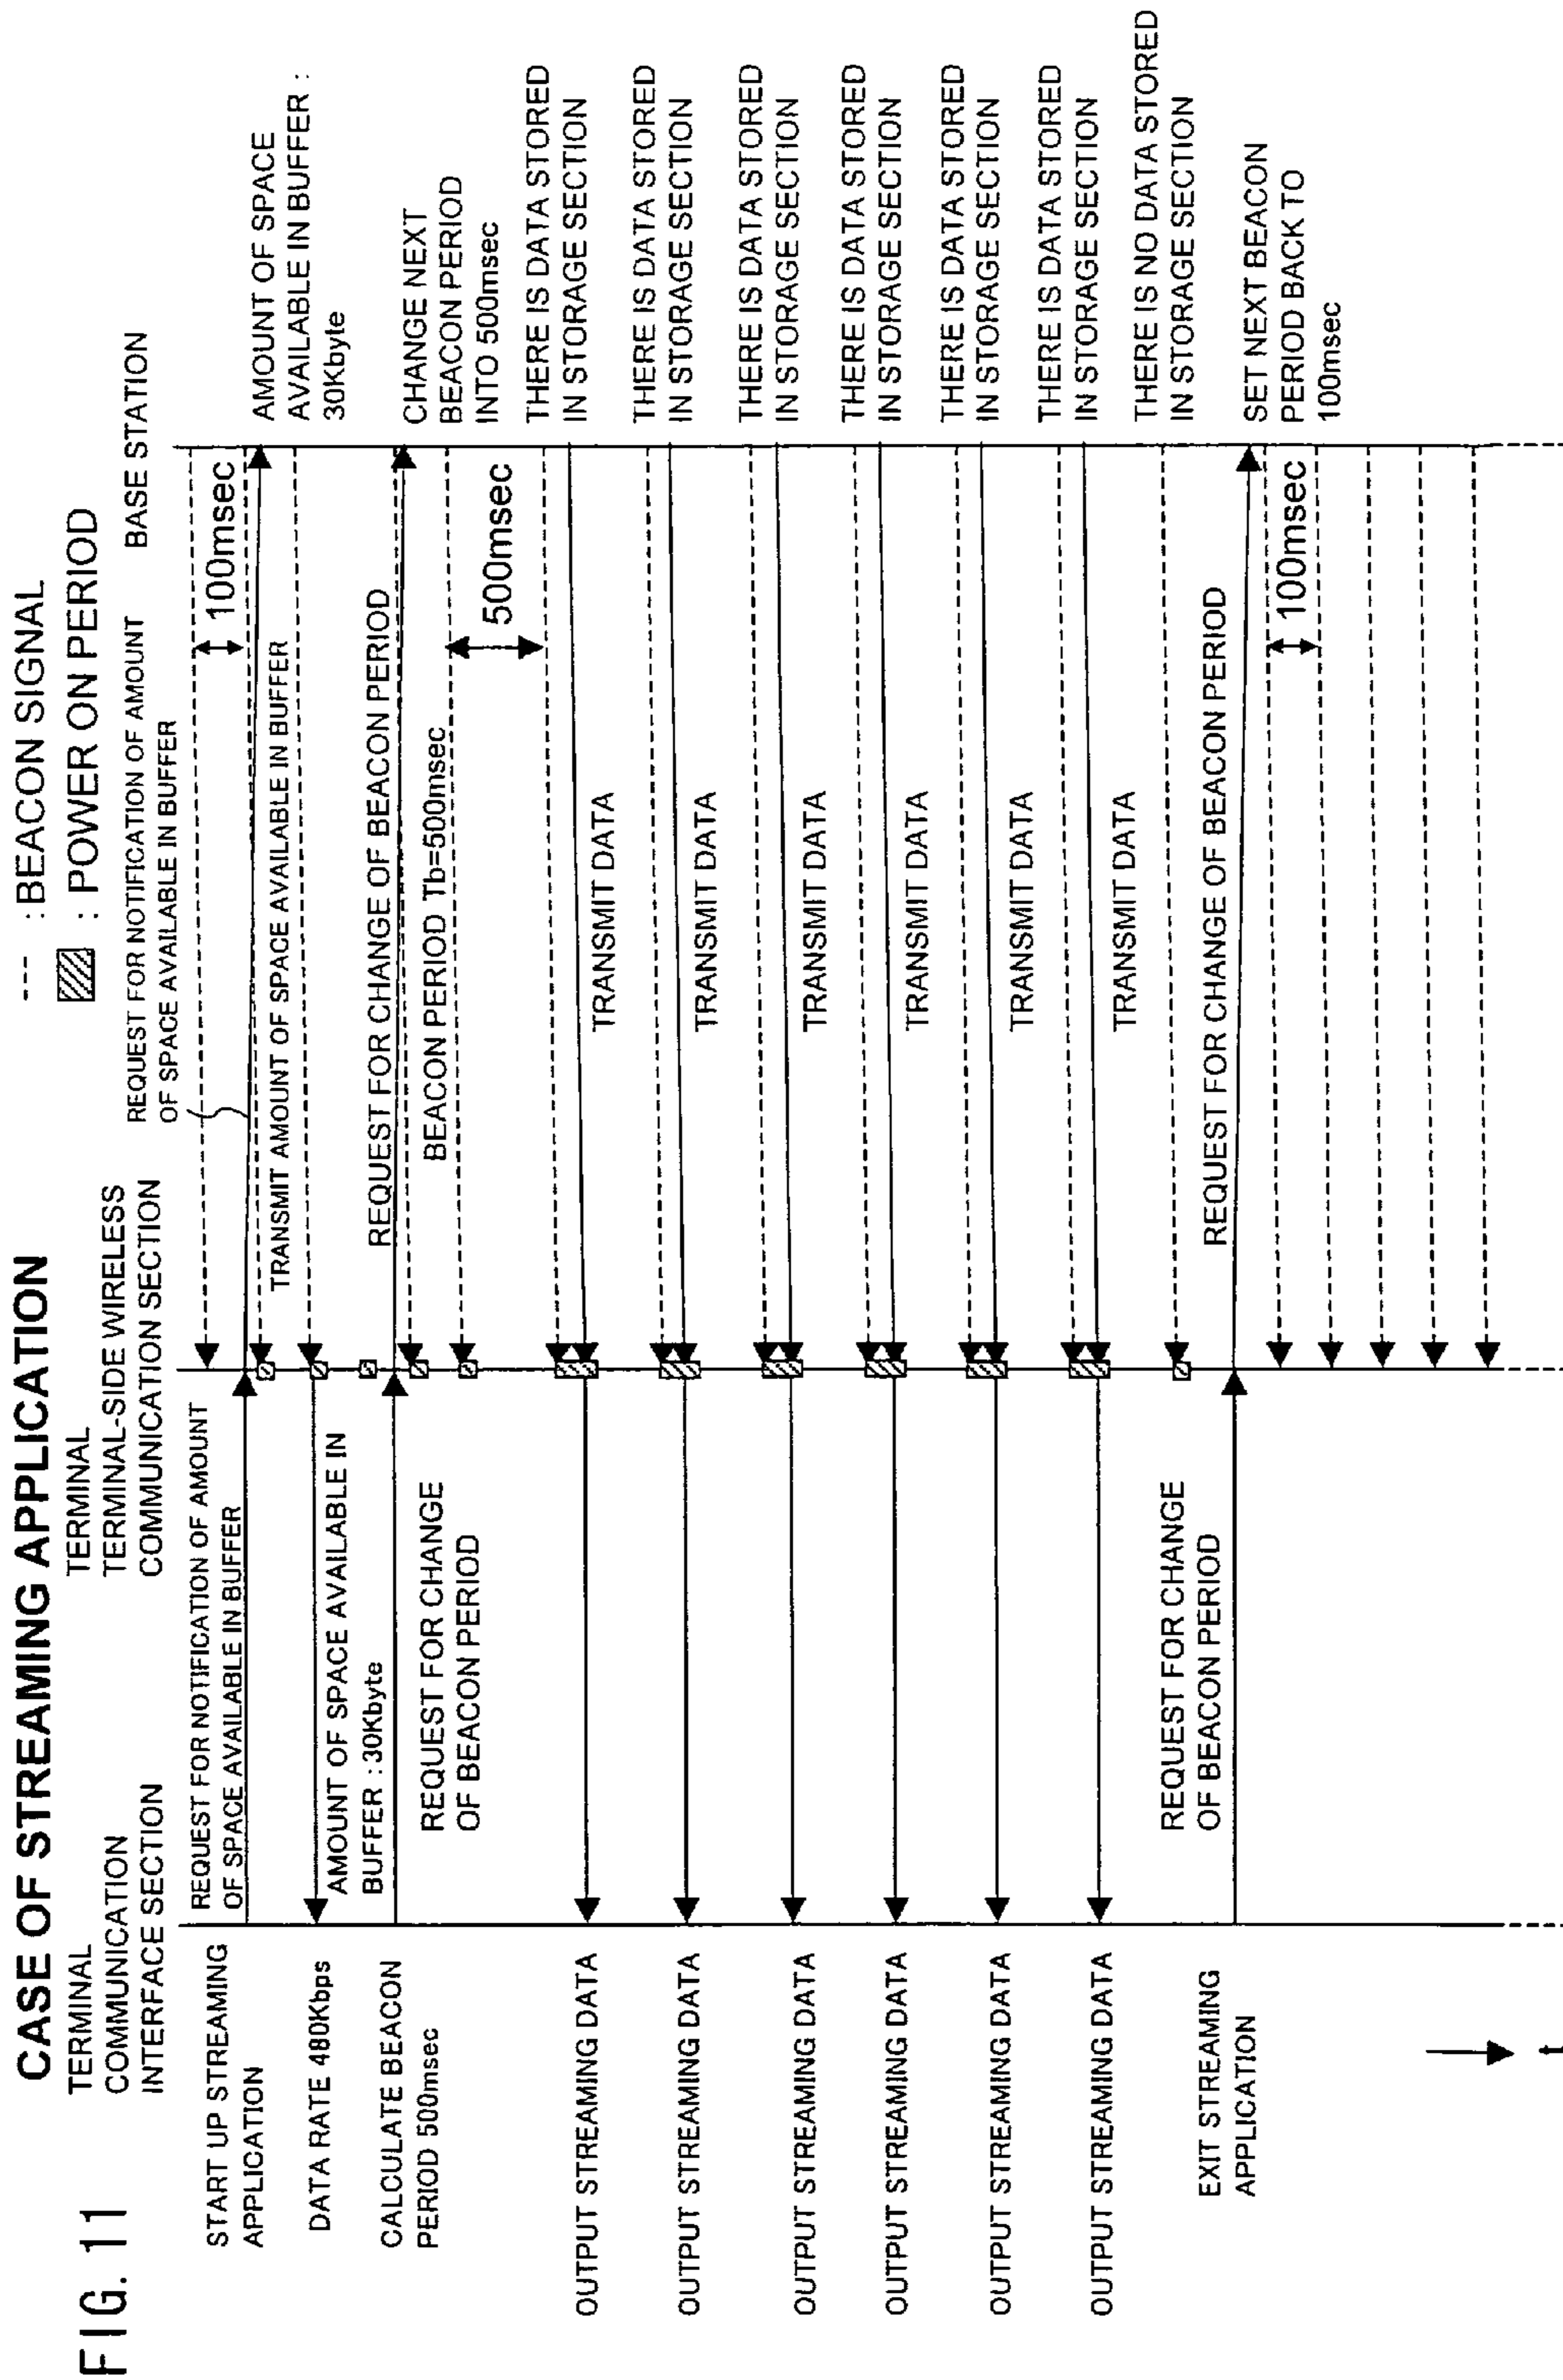 FIG. 11
CASE OF STREAMING APPLICATION
--- : BEACON SIGNAL
: POWER ON PERIOD
TERMINAL
COMMUNICATION
INTERFACE SECTION
TERMINAL
TERMINAL-SIDE WIRELESS
COMMUNICATION SECTION
BASE STATION
START UP STREAMING
APPLICATION
DATA RATE 480Kbps
CALCULATE BEACON
PERIOD 500msec
OUTPUT STREAMING DATA
OUTPUT STREAMING DATA
OUTPUT STREAMING DATA
OUTPUT STREAMING DATA
OUTPUT STREAMING DATA
OUTPUT STREAMING DATA
EXIT STREAMING
APPLICATION
t
REQUEST FOR NOTIFICATION OF AMOUNT
OF SPACE AVAILABLE IN BUFFER
AMOUNT OF SPACE AVAILABLE IN
BUFFER : 30Kbyte
REQUEST FOR CHANGE
OF BEACON PERIOD
REQUEST FOR CHANGE
OF BEACON PERIOD
REQUEST FOR NOTIFICATION OF AMOUNT
OF SPACE AVAILABLE IN BUFFER
100msec
TRANSMIT AMOUNT OF SPACE AVAILABLE IN BUFFER
REQUEST FOR CHANGE OF BEACON PERIOD
BEACON PERIOD Tb=500msec
500msec
TRANSMIT DATA
TRANSMIT DATA
TRANSMIT DATA
TRANSMIT DATA
TRANSMIT DATA
TRANSMIT DATA
REQUEST FOR CHANGE OF BEACON PERIOD
100msec
AMOUNT OF SPACE
AVAILABLE IN BUFFER :
30Kbyte
CHANGE NEXT
BEACON PERIOD
INTO 500msec
THERE IS DATA STORED
IN STORAGE SECTION
THERE IS DATA STORED
IN STORAGE SECTION
THERE IS DATA STORED
IN STORAGE SECTION
THERE IS DATA STORED
IN STORAGE SECTION
THERE IS DATA STORED
IN STORAGE SECTION
THERE IS DATA STORED
IN STORAGE SECTION
THERE IS NO DATA STORED
IN STORAGE SECTION
SET NEXT BEACON
PERIOD BACK TO
100msec